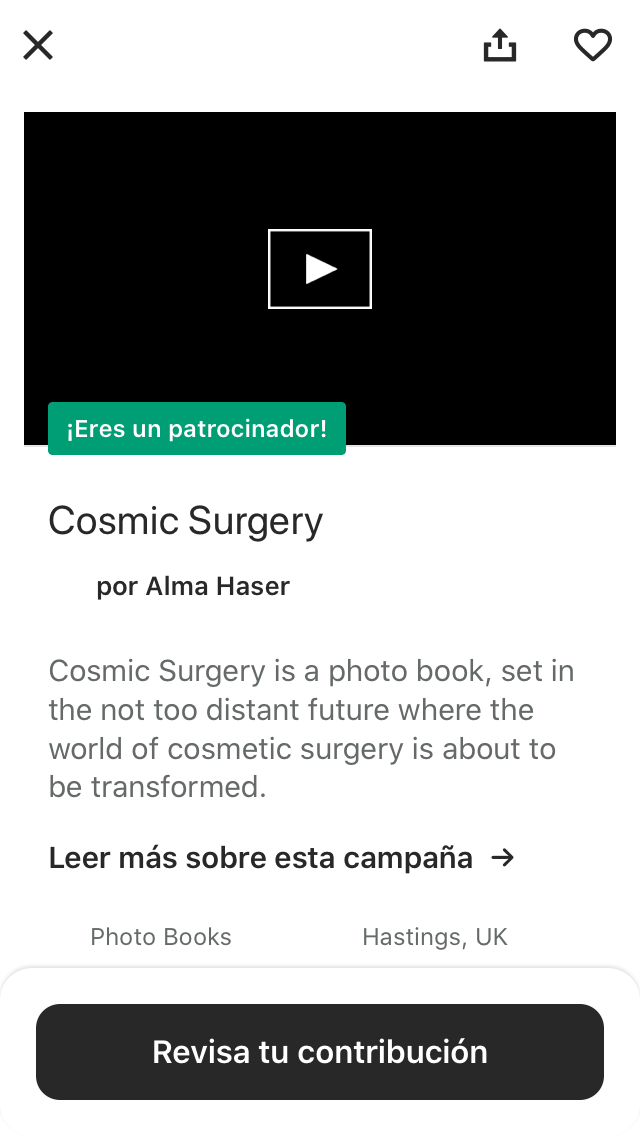 ¡Eres un patrocinador!
Cosmic Surgery
por Alma Haser
Cosmic Surgery is a photo book, set in
the not too distant future where the
world of cosmetic surgery is about to
be transformed.
Leer más sobre esta campaña →
Photo Books
Hastings, UK
Revisa tu contribución